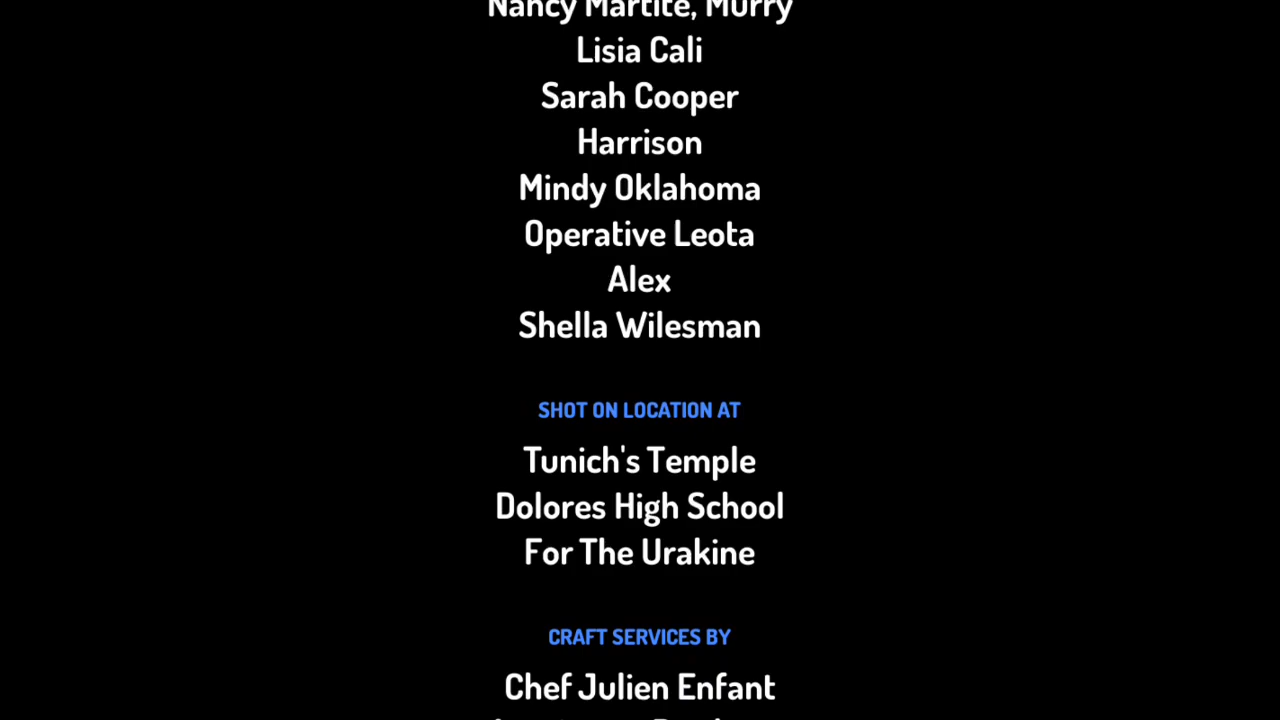 Nancy Martite, Murry
Lisia Cali
Sarah Cooper
Harrison
Mindy Oklahoma
Operative Leota
Alex
Shella Wilesman
SHOT ON LOCATION AT
Tunich's Temple
Dolores High School
For The Urakine
CRAFT SERVICES BY
Chef Julien Enfant